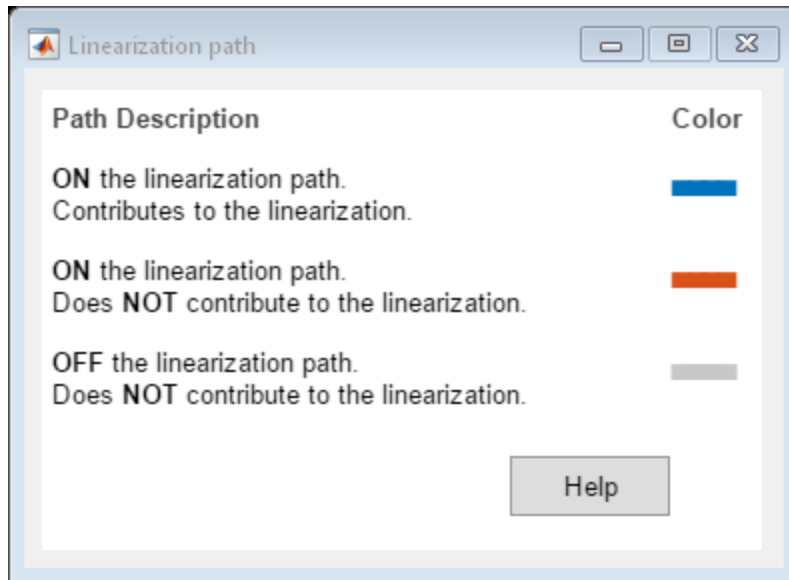 Linearization path
Path Description Color
ON the linearization path.
Contributes to the linearization.
ON the linearization path.
Does NOT contribute to the linearization.
OFF the linearization path.
Does NOT contribute to the linearization.
Help